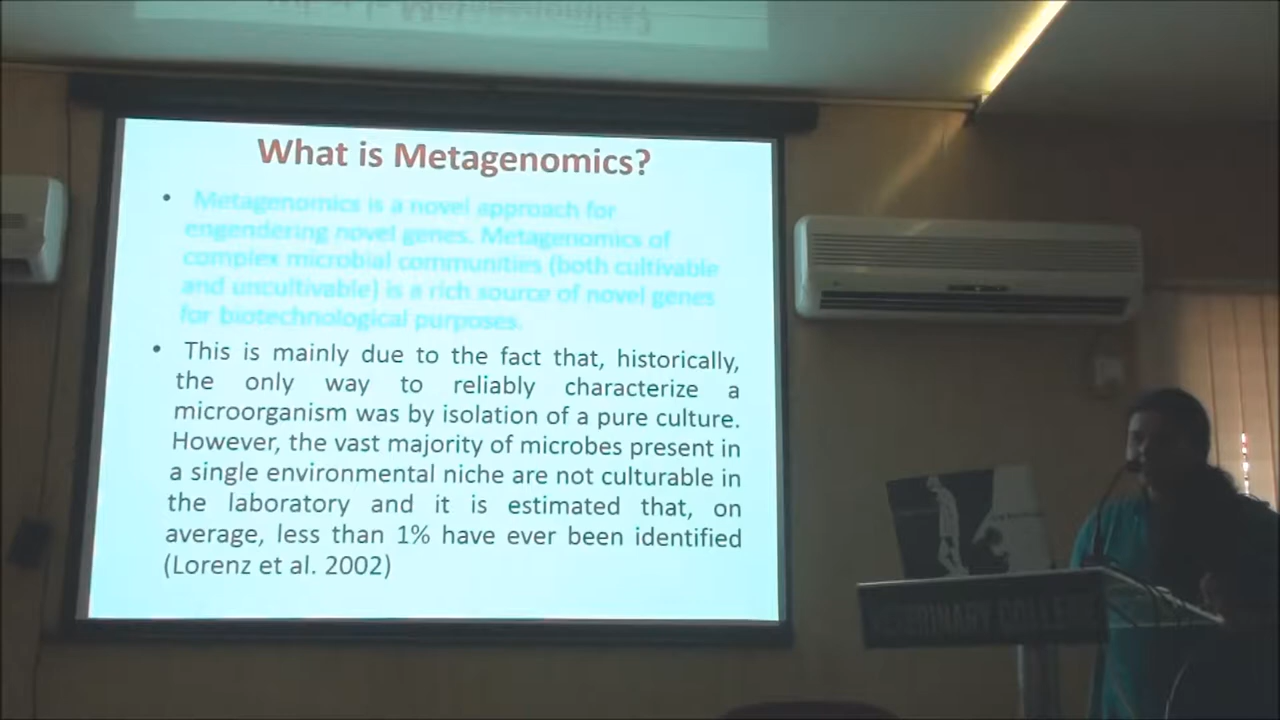 What is Metagenomics?
• Metagenomics is a novel approach for
engendering novel genes. Metagenomics of
complex microbial communities (both cultivable
and uncultivable) is a rich source of novel genes
for biotechnological purposes.
• This is mainly due to the fact that, historically,
the only way to reliably characterize a
microorganism was by isolation of a pure culture.
However, the vast majority of microbes present in
a single environmental niche are not culturable in
the laboratory and it is estimated that, on
average, less than 1% have ever been identified
(Lorenz et al. 2002)
VETERINARY COLLEGE